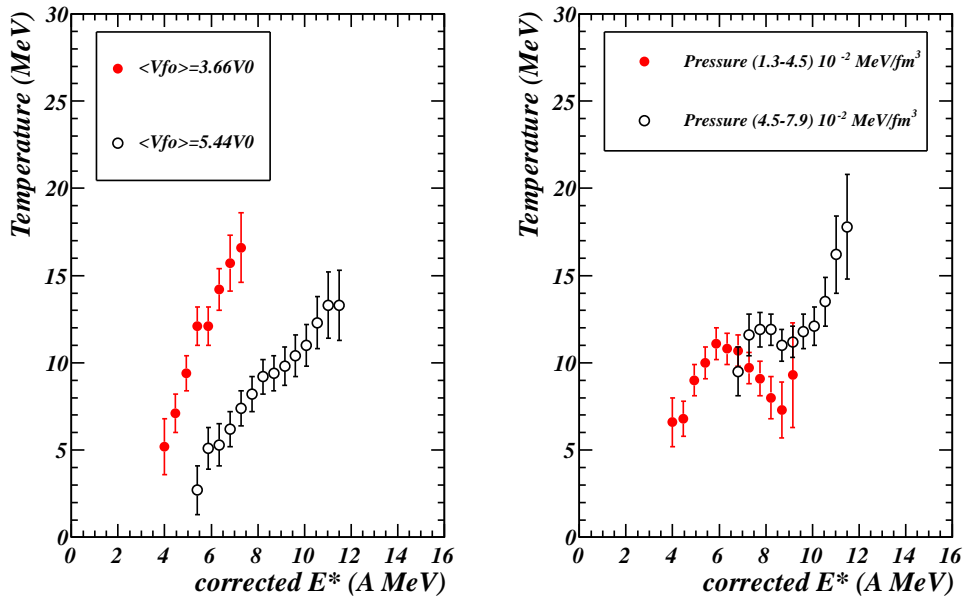 Temperature (MeV)
30
25
20
15
10
5
0
<Vfo>=3.66V0
<Vfo>=5.44V0
0 2 4 6 8 10 12 14 16
corrected E* (A MeV)
Temperature (MeV)
30
25
20
15
10
5
0
Pressure (1.3-4.5) 10⁻² MeV/fm³
Pressure (4.5-7.9) 10⁻² MeV/fm³
0 2 4 6 8 10 12 14 16
corrected E* (A MeV)